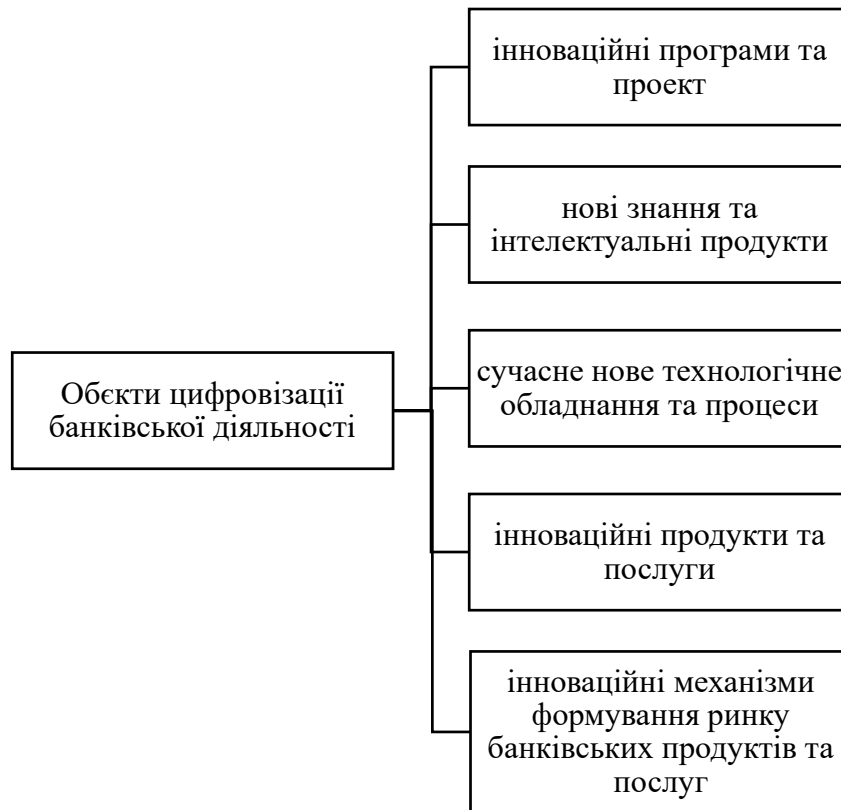 інноваційні програми та
проект
нові знання та
інтелектуальні продукти
Обєкти цифровізації
банківської діяльності
сучасне нове технологічне
обладнання та процеси
інноваційні продукти та
послуги
інноваційні механізми
формування ринку
банківських продуктів та
послуг